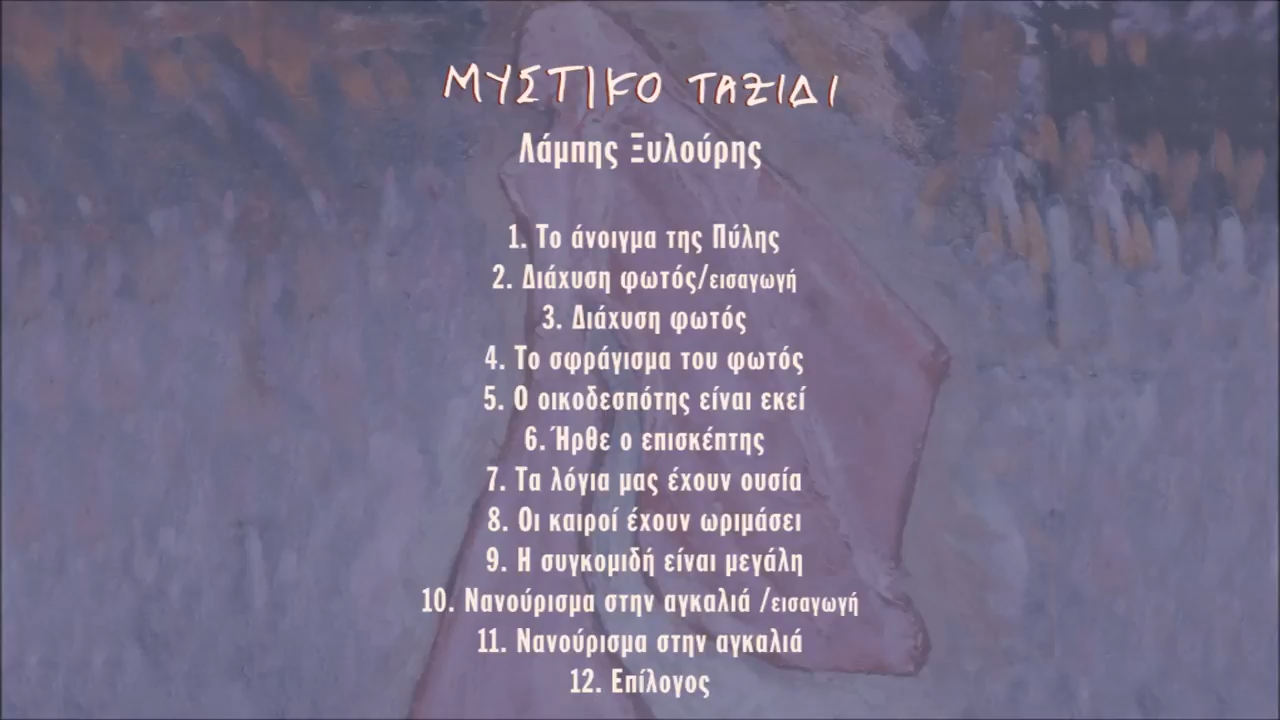 ΜΥΣΤΙΚΟ ΤΑΞΙΔΙ
Λάμπης Ξυλούρης
1. Το άνοιγμα της Πύλης
2. Διάχυση φωτός/εισαγωγή
3. Διάχυση φωτός
4. Το σφράγισμα του φωτός
5. Ο οικοδεσπότης είναι εκεί
6. Ήρθε ο επισκέπτης
7. Τα λόγια μας έχουν ουσία
8. Οι καιροί έχουν ωριμάσει
9. Η συγκομιδή είναι μεγάλη
10. Νανούρισμα στην αγκαλιά /εισαγωγή
11. Νανούρισμα στην αγκαλιά
12. Επίλογος